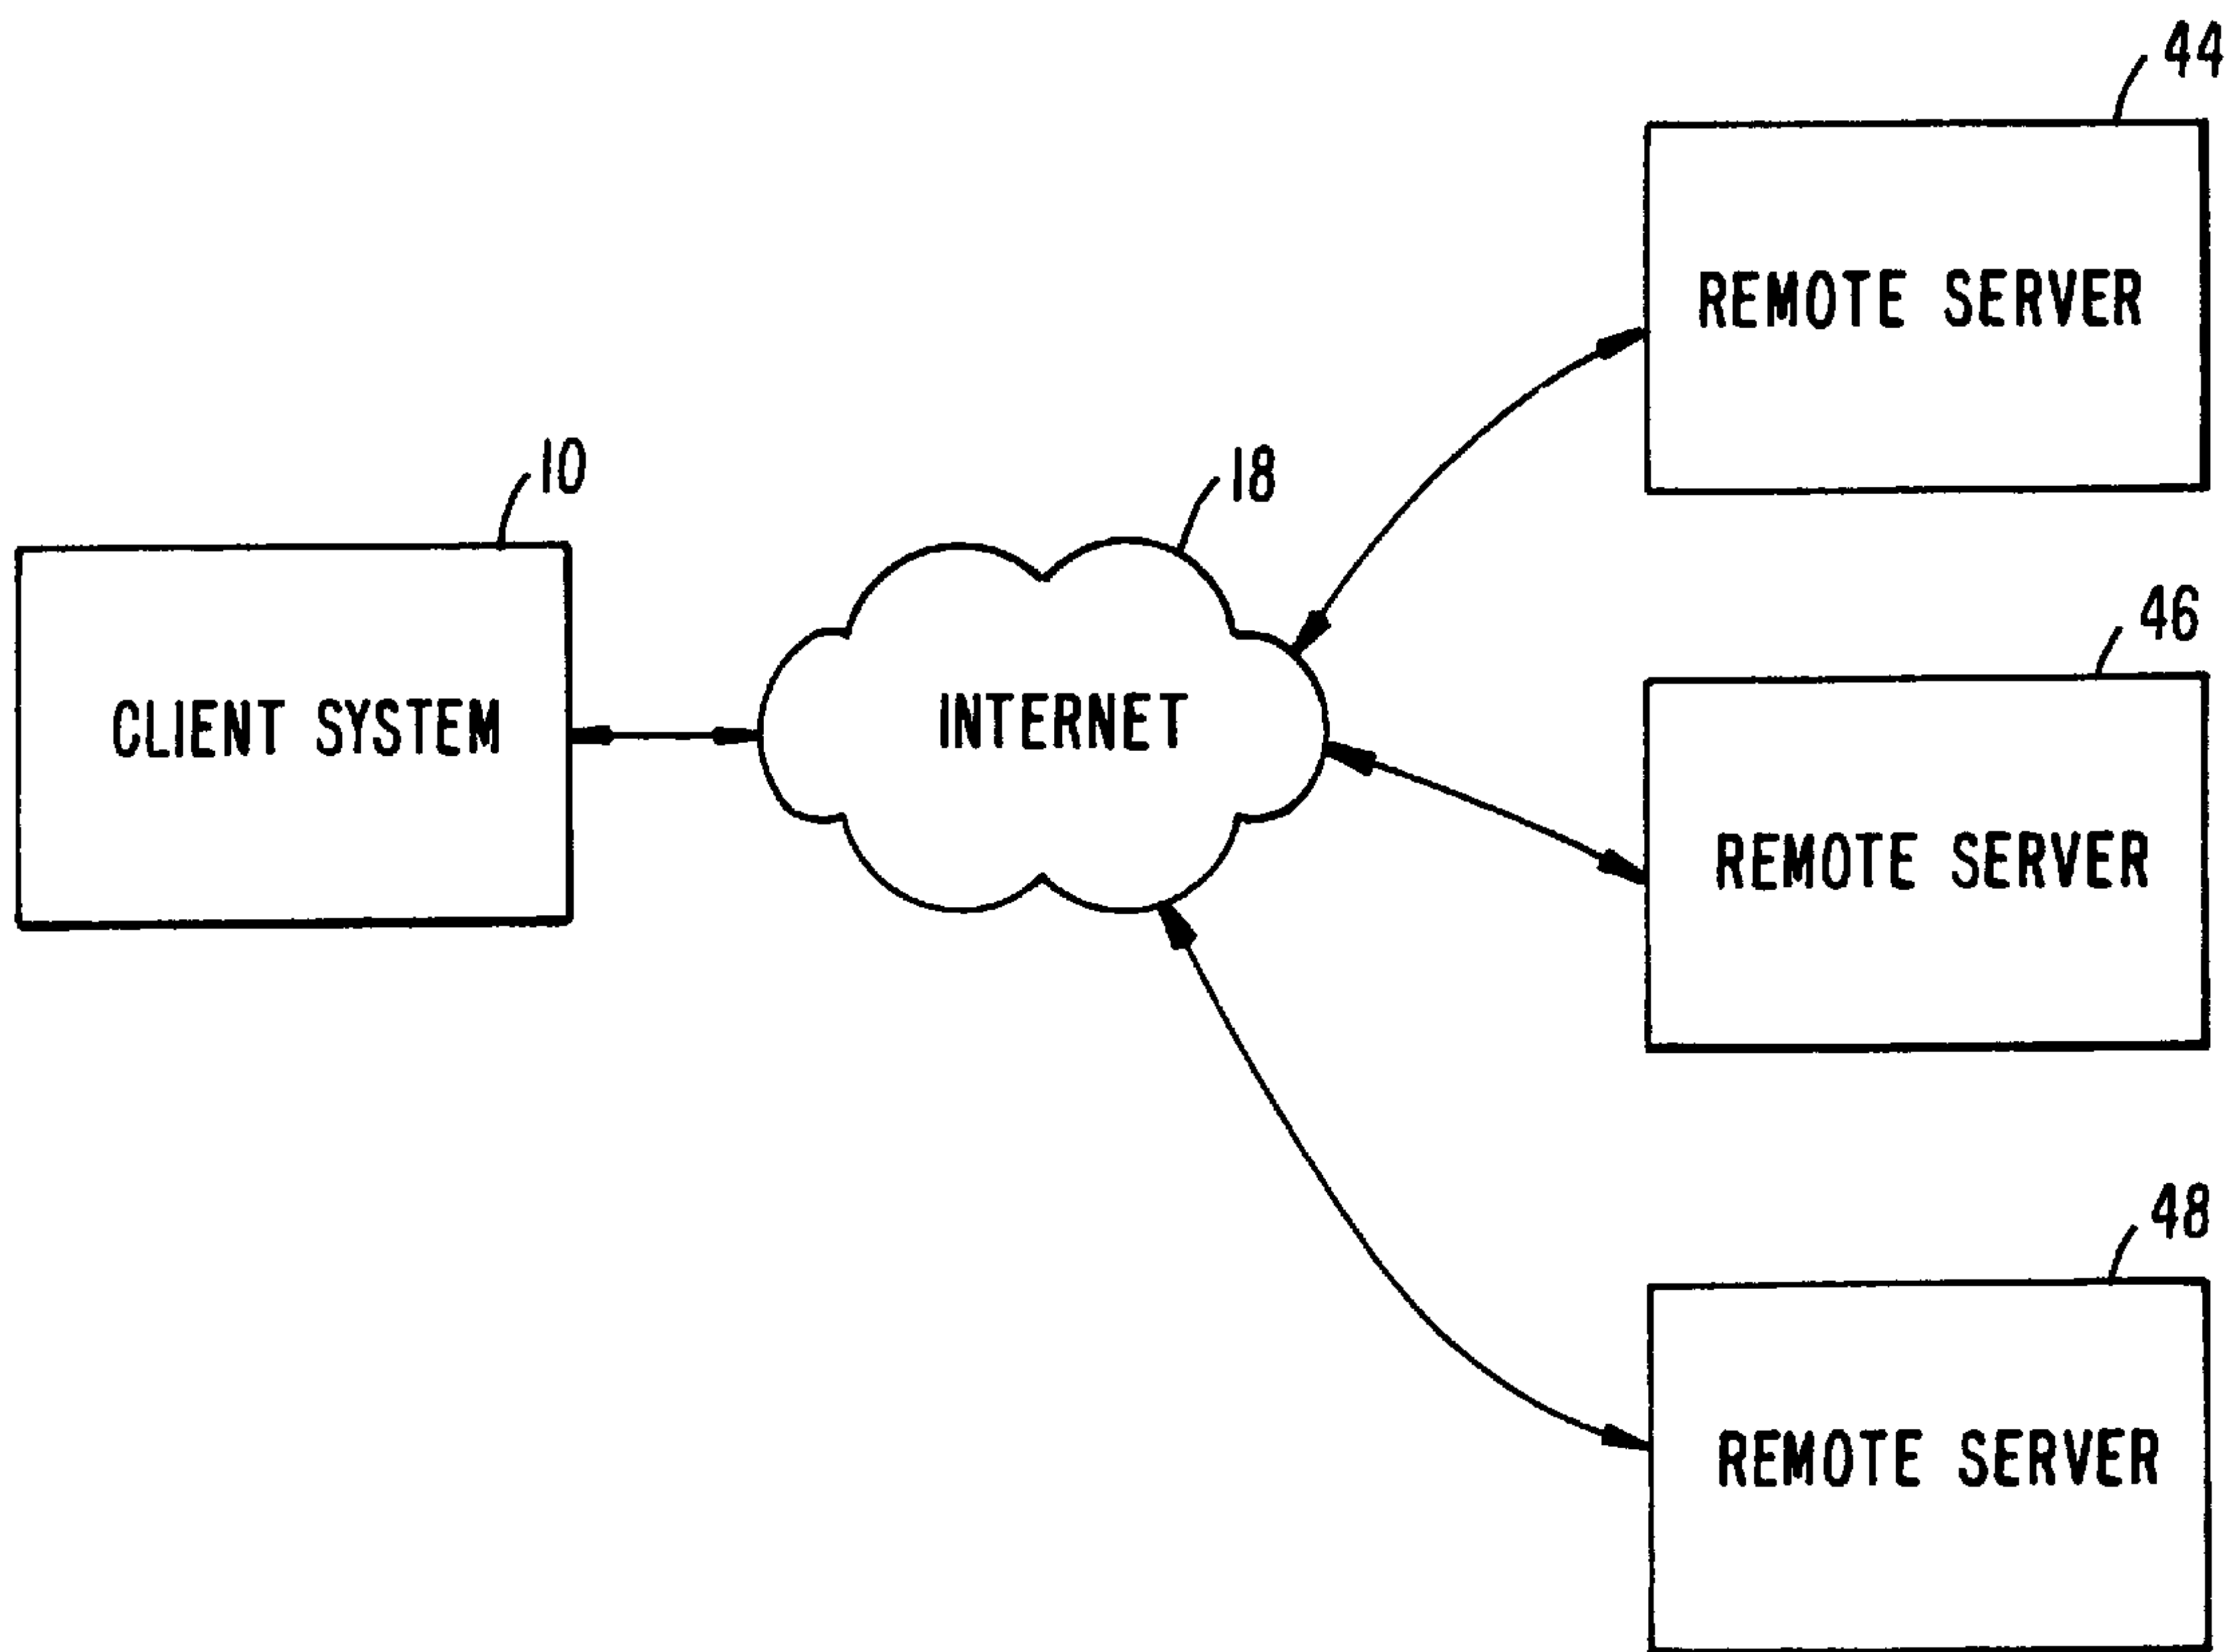 44
REMOTE SERVER
10
18
CLIENT SYSTEM
INTERNET
46
REMOTE SERVER
48
REMOTE SERVER